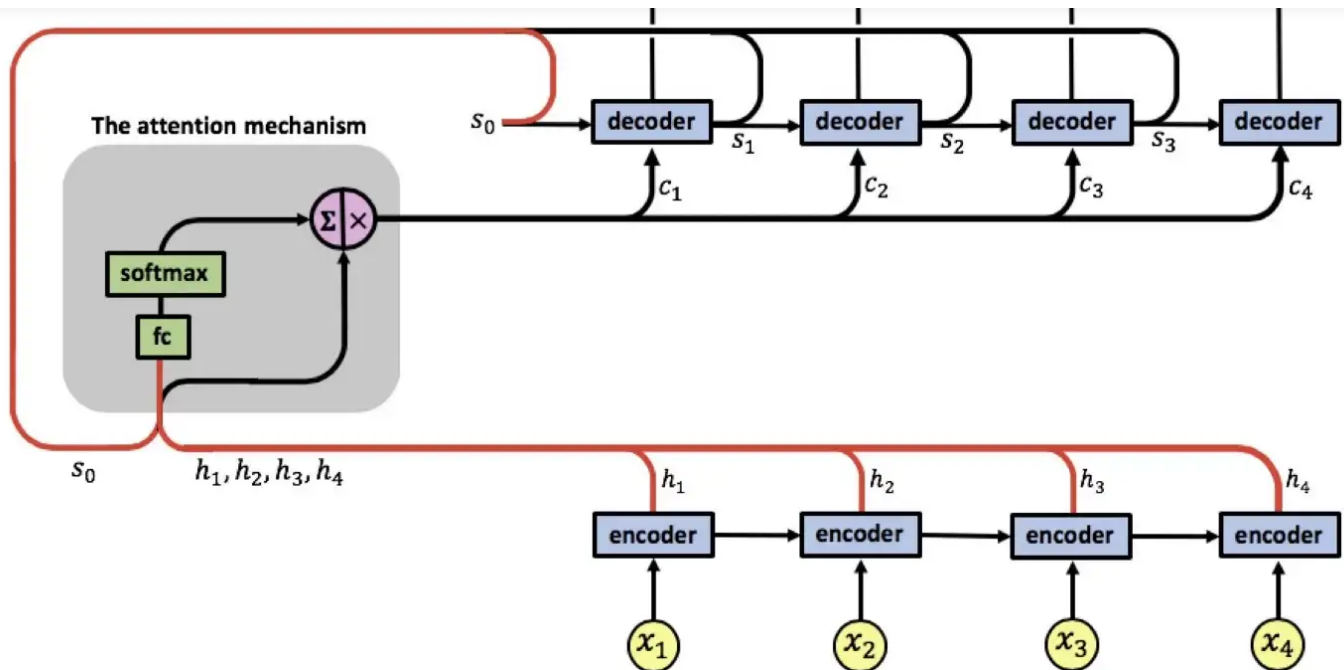 The attention mechanism
s₀ decoder s₁ decoder s₂ decoder s₃ decoder
c₁ c₂ c₃ c₄
Σ ×
softmax
fc
s₀ h₁, h₂, h₃, h₄ h₁ h₂ h₃ h₄
encoder encoder encoder encoder
x₁ x₂ x₃ x₄